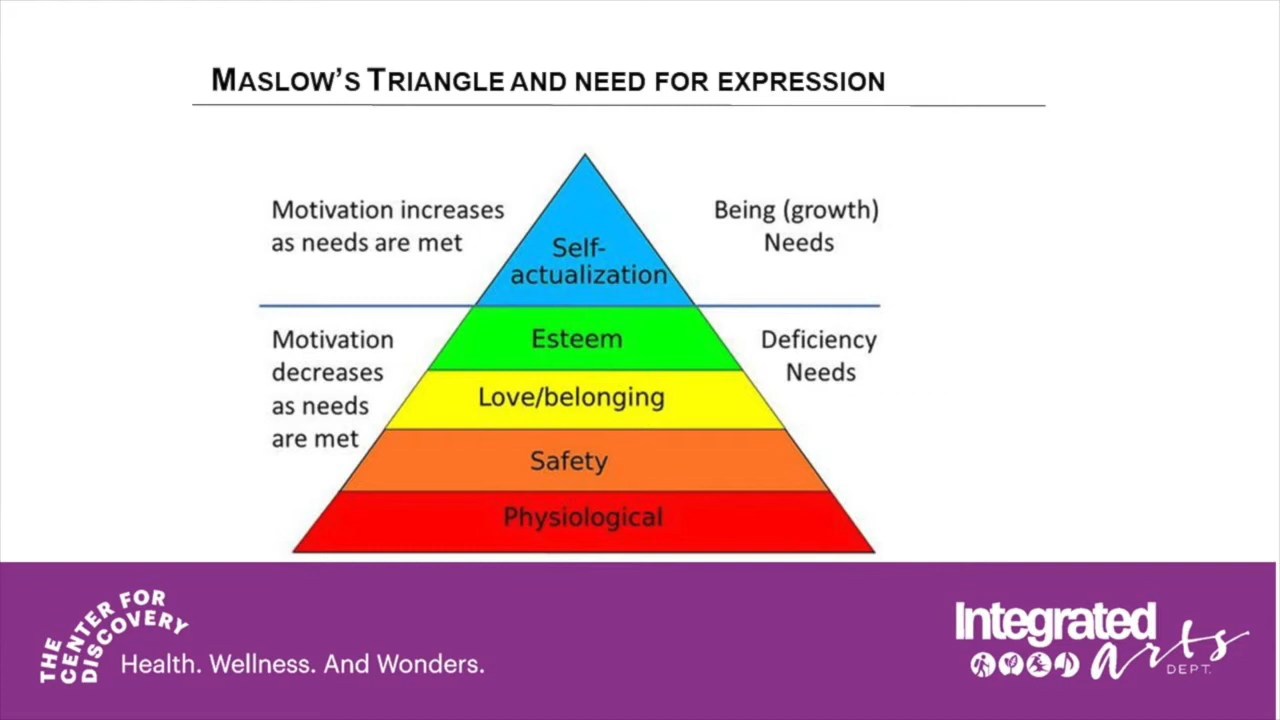 MASLOW'S TRIANGLE AND NEED FOR EXPRESSION
Motivation increases
as needs are met
Being (growth)
Needs
Self-
actualization
Motivation
decreases
as needs
are met
Esteem
Deficiency
Needs
Love/belonging
Safety
Physiological
THE
CENTER FOR
DISCOVERY
Health. Wellness. And Wonders.
Integrated
arts
DEPT.